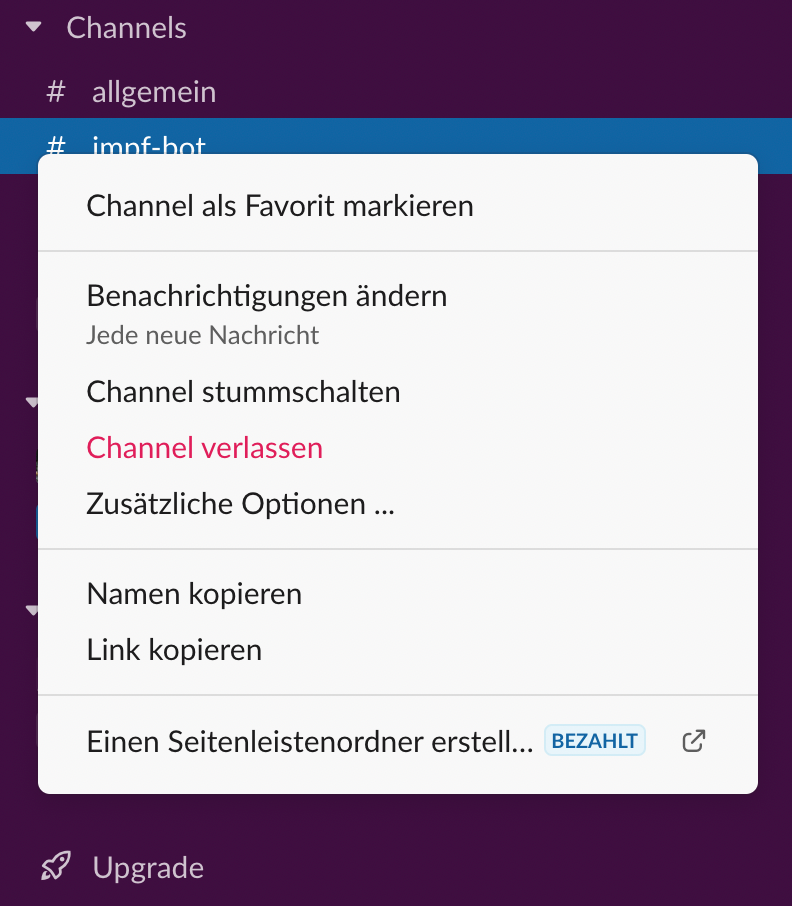 Channels
# allgemein
# impf-bot
Channel als Favorit markieren
Benachrichtigungen ändern
Jede neue Nachricht
Channel stummschalten
Channel verlassen
Zusätzliche Optionen ...
Namen kopieren
Link kopieren
Einen Seitenleistenordner erstell... BEZAHLT
Upgrade